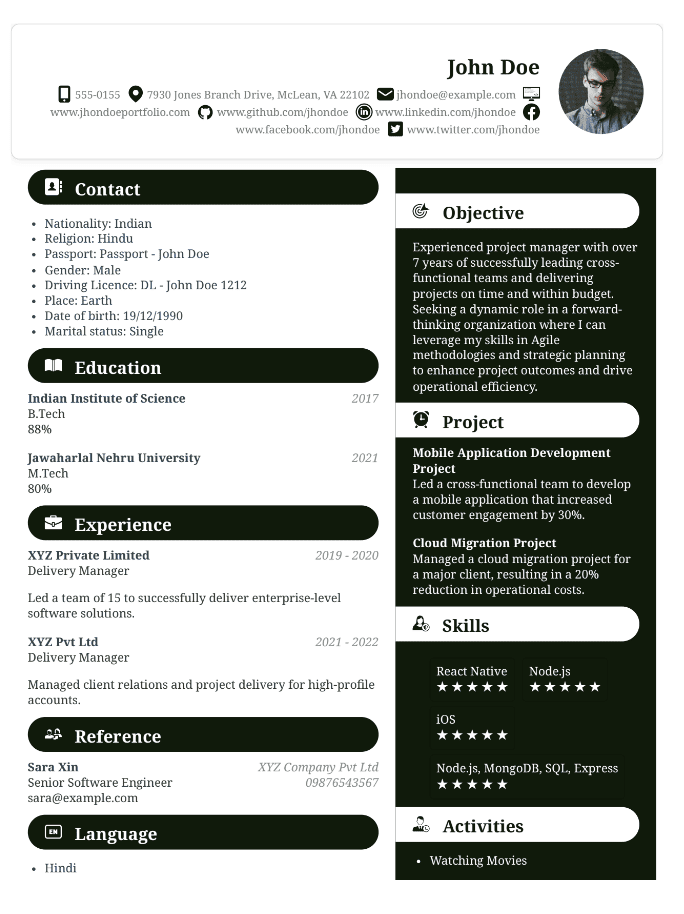 John Doe
555-0155 7930 Jones Branch Drive, McLean, VA 22102 jhondoe@example.com
www.jhondoeportfolio.com www.github.com/jhondoe www.linkedin.com/jhondoe
www.facebook.com/jhondoe www.twitter.com/jhondoe
Contact
• Nationality: Indian
• Religion: Hindu
• Passport: Passport - John Doe
• Gender: Male
• Driving Licence: DL - John Doe 1212
• Place: Earth
• Date of birth: 19/12/1990
• Marital status: Single
Education
Indian Institute of Science 2017
B.Tech
88%
Jawaharlal Nehru University 2021
M.Tech
80%
Experience
XYZ Private Limited 2019 - 2020
Delivery Manager
Led a team of 15 to successfully deliver enterprise-level
software solutions.
XYZ Pvt Ltd 2021 - 2022
Delivery Manager
Managed client relations and project delivery for high-profile
accounts.
Reference
Sara Xin XYZ Company Pvt Ltd
Senior Software Engineer 09876543567
sara@example.com
EN Language
• Hindi
Objective
Experienced project manager with over
7 years of successfully leading cross-
functional teams and delivering
projects on time and within budget.
Seeking a dynamic role in a forward-
thinking organization where I can
leverage my skills in Agile
methodologies and strategic planning
to enhance project outcomes and drive
operational efficiency.
Project
Mobile Application Development
Project
Led a cross-functional team to develop
a mobile application that increased
customer engagement by 30%.
Cloud Migration Project
Managed a cloud migration project for
a major client, resulting in a 20%
reduction in operational costs.
Skills
React Native Node.js
★★★★★ ★★★★★
iOS
★★★★★
Node.js, MongoDB, SQL, Express
★★★★★
Activities
• Watching Movies